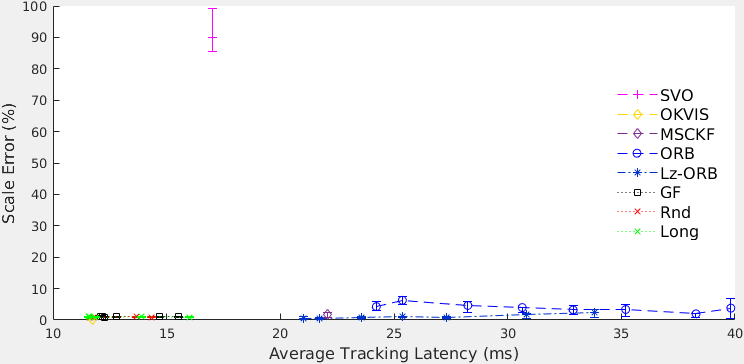 100
90
80
70
60
50
40
30
20
10
0
Scale Error (%)
SVO
OKVIS
MSCKF
ORB
Lz-ORB
GF
Rnd
Long
10 15 20 25 30 35 40
Average Tracking Latency (ms)